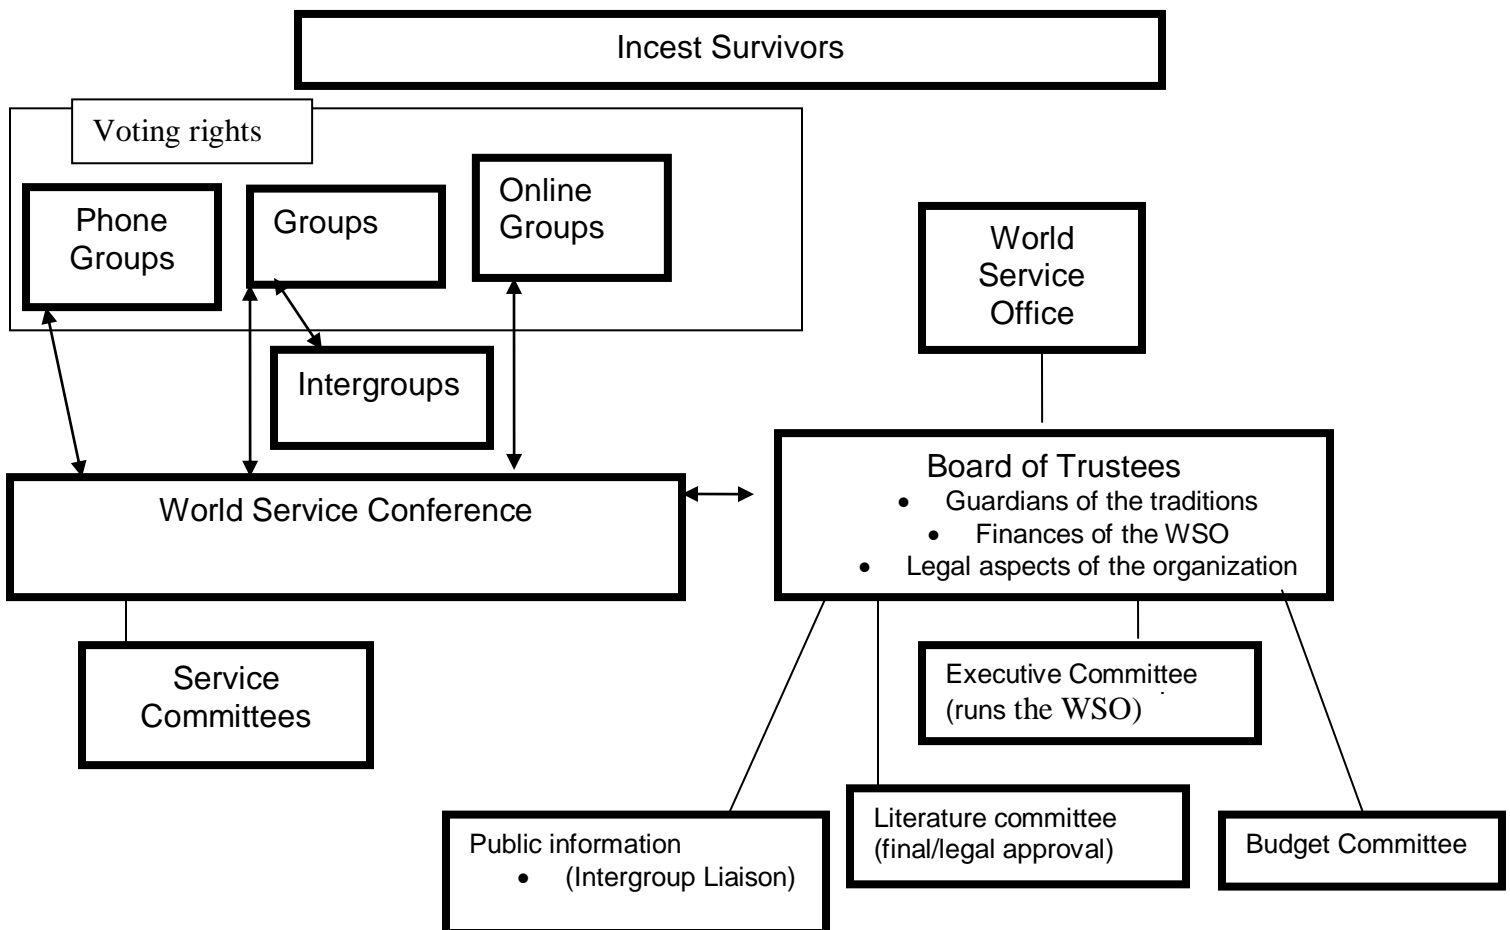 Incest Survivors
Voting rights
Phone
Groups
Groups
Online
Groups
World
Service
Office
Intergroups
World Service Conference
Board of Trustees
• Guardians of the traditions
• Finances of the WSO
• Legal aspects of the organization
Service
Committees
Executive Committee
(runs the WSO)
Public information
• (Intergroup Liaison)
Literature committee
(final/legal approval)
Budget Committee